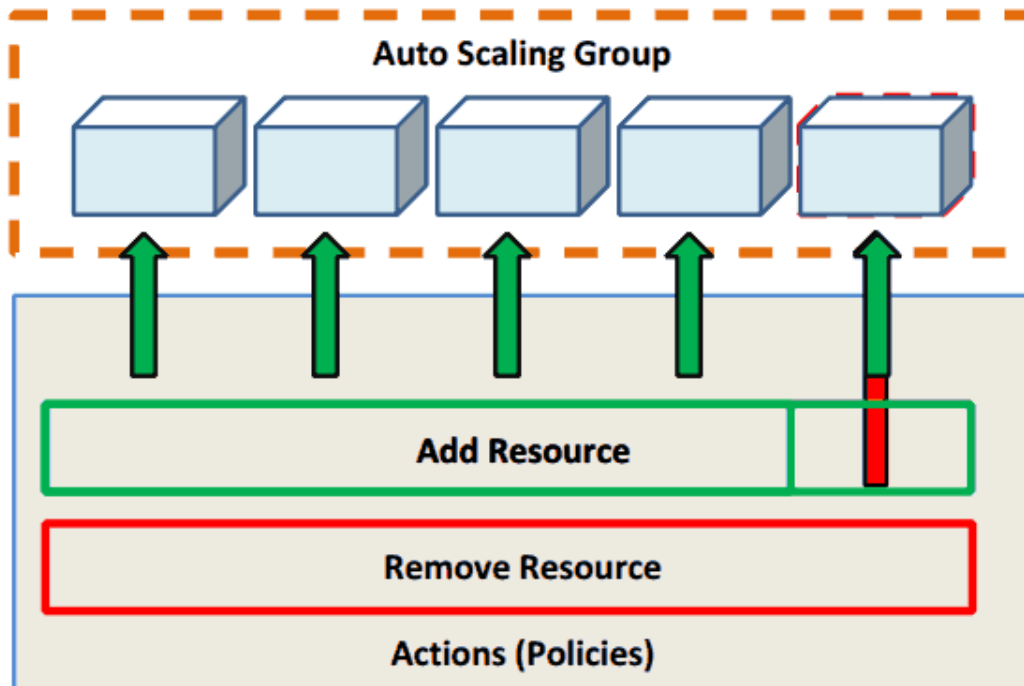 Auto Scaling Group
Add Resource
Remove Resource
Actions (Policies)